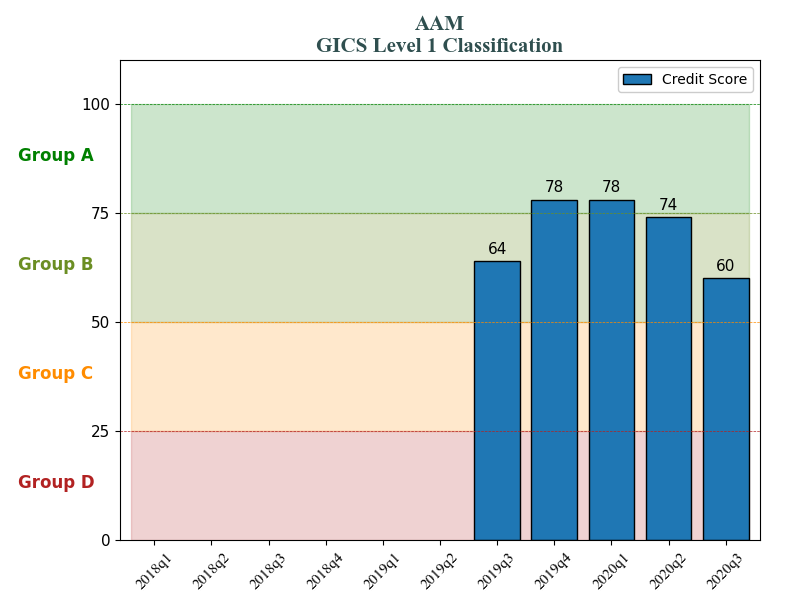 AAM
GICS Level 1 Classification
Credit Score
100
Group A
78
78
75
74
64
Group B
60
50
Group C
25
Group D
0
2018q1
2018q2
2018q3
2018q4
2019q1
2019q2
2019q3
2019q4
2020q1
2020q2
2020q3